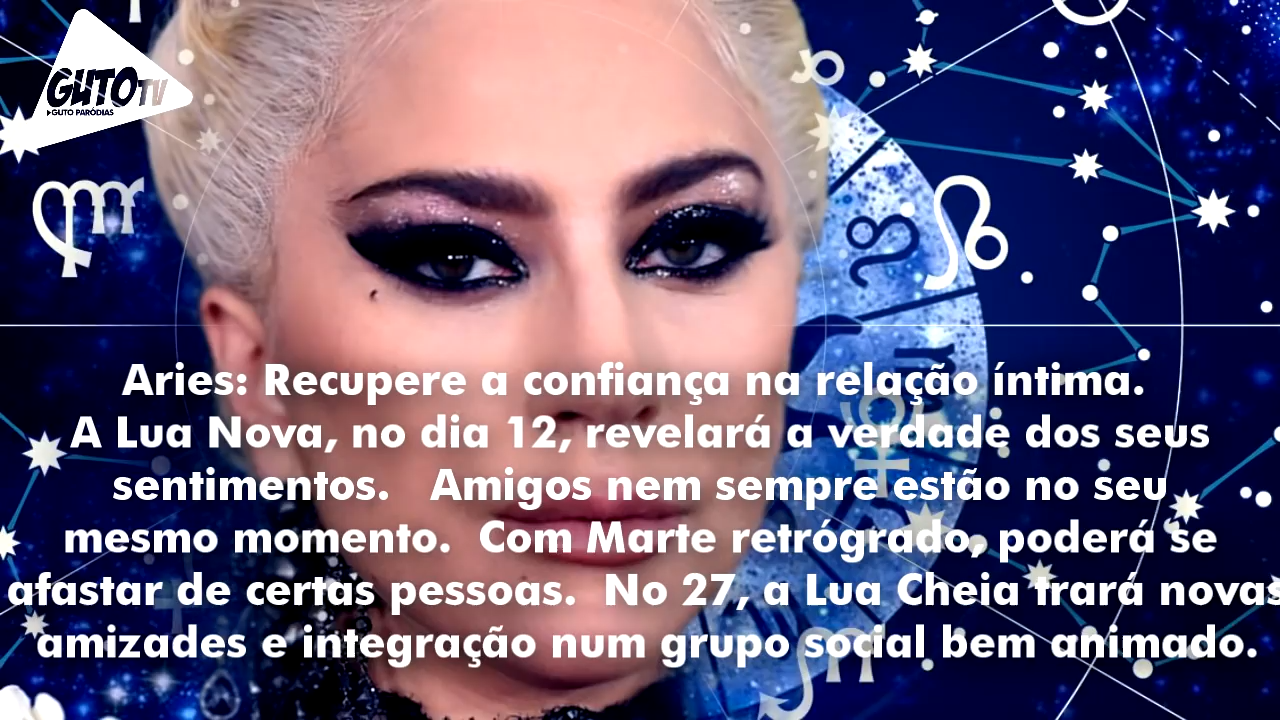 GUTO TV
GUTO PARÓDIAS
Aries: Recupere a confiança na relação íntima.
A Lua Nova, no dia 12, revelará a verdade dos seus
sentimentos.   Amigos nem sempre estão no seu
mesmo momento.  Com Marte retrógrado, poderá se
afastar de certas pessoas.  No 27, a Lua Cheia trará novas
amizades e integração num grupo social bem animado.